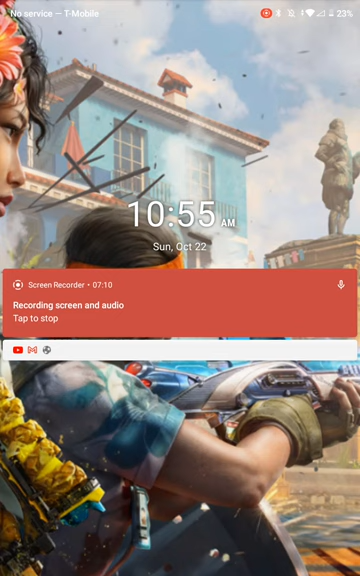 No service — T-Mobile
23%
10:55 AM
Sun, Oct 22
Screen Recorder • 07:10
Recording screen and audio
Tap to stop